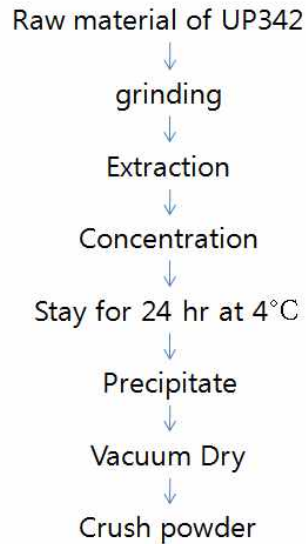 Raw material of UP342
↓
grinding
↓
Extraction
↓
Concentration
↓
Stay for 24 hr at 4℃
↓
Precipitate
↓
Vacuum Dry
↓
Crush powder